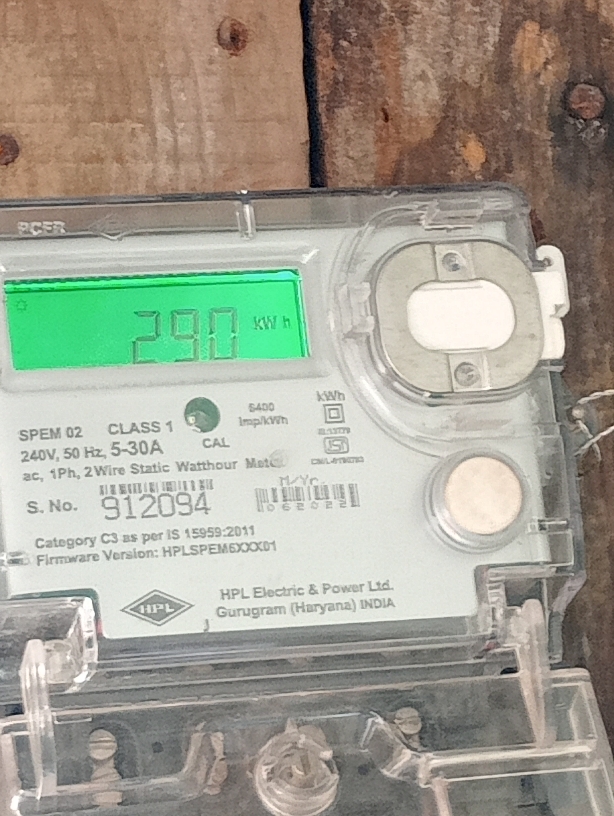 290 kWh
SPEM 02 CLASS 1
6400 imp/kWh
kWh
CAL
240V, 50 Hz, 5-30A
ac, 1Ph, 2Wire Static Watthour Meter
S. No. 912094
M/Yr.
062022
Category C3 as per IS 15959:2011
Firmware Version: HPLSPEM6XXX01
HPL
HPL Electric & Power Ltd.
Gurugram (Haryana) INDIA